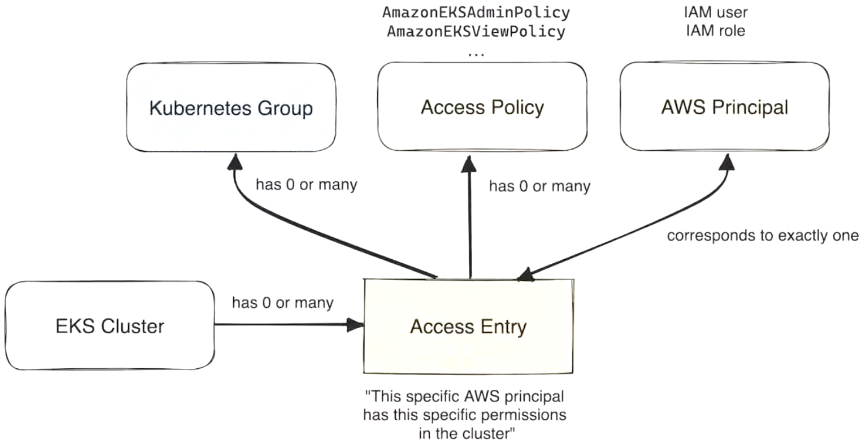 AmazonEKSAdminPolicy
AmazonEKSViewPolicy
...
IAM user
IAM role
Kubernetes Group
Access Policy
AWS Principal
has 0 or many
has 0 or many
corresponds to exactly one
EKS Cluster
has 0 or many
Access Entry
"This specific AWS principal
has this specific permissions
in the cluster"